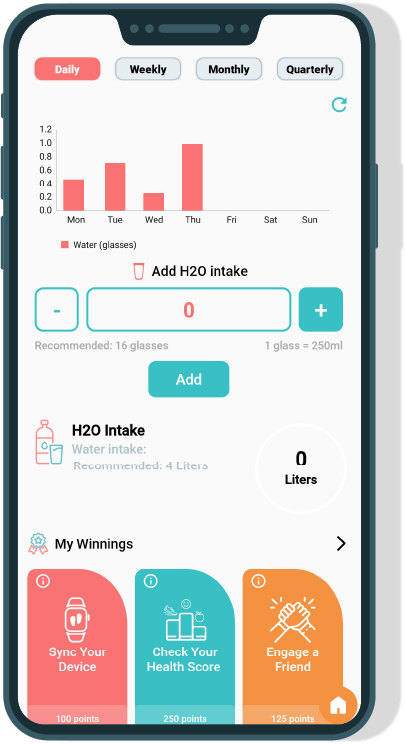 Daily Weekly Monthly Quarterly
1.2
1.0
0.8
0.6
0.4
0.2
0.0
Mon Tue Wed Thu Fri Sat Sun
Water (glasses)
Add H2O intake
- 0 +
Recommended: 16 glasses 1 glass = 250ml
Add
H2O Intake
Water intake:
Recommended: 4 Liters
0
Liters
My Winnings
Sync Your
Device
100 points
Check Your
Health Score
250 points
Engage a
Friend
125 points